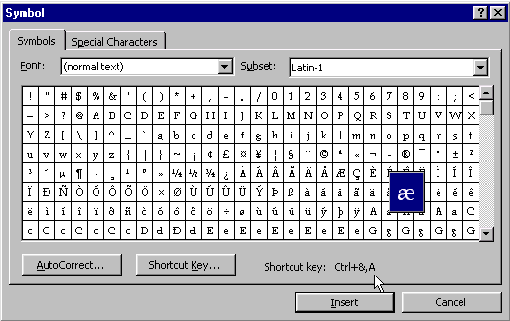 Symbol
Symbols Special Characters
Font: (normal text) Subset: Latin-1
! " # $ % & ' ( ) * + , - . / 0 1 2 3 4 5 6 7 8 9 : ; <
= > ? @ A B C D E F G H I J K L M N O P Q R S T U V W X
Y Z [ \ ] ^ _ ` a b c d e f g h i j k l m n o p q r s t
u v w x y z { | } ~ ¡ ¢ £ ¤ ¥ ¦ § ¨ © ª « ¬ - ® ¯ ° ± ²
³ ´ µ ¶ · ¸ ¹ º » ¼ ½ ¾ ¿ À Á Â Ã Ä Å Æ Ç È Ì Í Î
Ï Ð Ñ Ò Ó Ô Õ Ö × Ø Ù Ú Û Ü Ý Þ ß à á â ã ä å æ è é ê
ë ì í î ï ð ñ ò ó ô õ ö ÷ ø ù ú û ü ý þ ÿ
AutoCorrect... Shortcut Key... Shortcut key: Ctrl+&,A
Insert Cancel